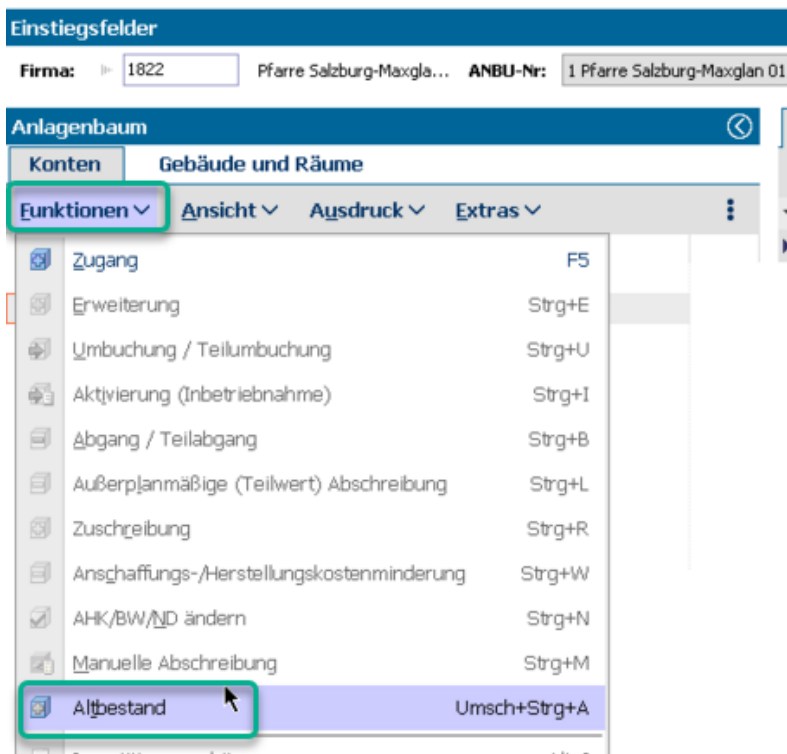 Einstiegsfelder
Firma: 1822 Pfarre Salzburg-Maxgla... ANBU-Nr: 1 Pfarre Salzburg-Maxglan 01
Anlagenbaum
Konten Gebäude und Räume
Funktionen Ansicht Ausdruck Extras
Zugang F5
Erweiterung Strg+E
Umbuchung / Teilumbuchung Strg+U
Aktivierung (Inbetriebnahme) Strg+I
Abgang / Teilabgang Strg+B
Außerplanmäßige (Teilwert) Abschreibung Strg+L
Zuschreibung Strg+R
Anschaffungs-/Herstellungskostenminderung Strg+W
AHK/BW/ND ändern Strg+N
Manuelle Abschreibung Strg+M
Altbestand Umsch+Strg+A